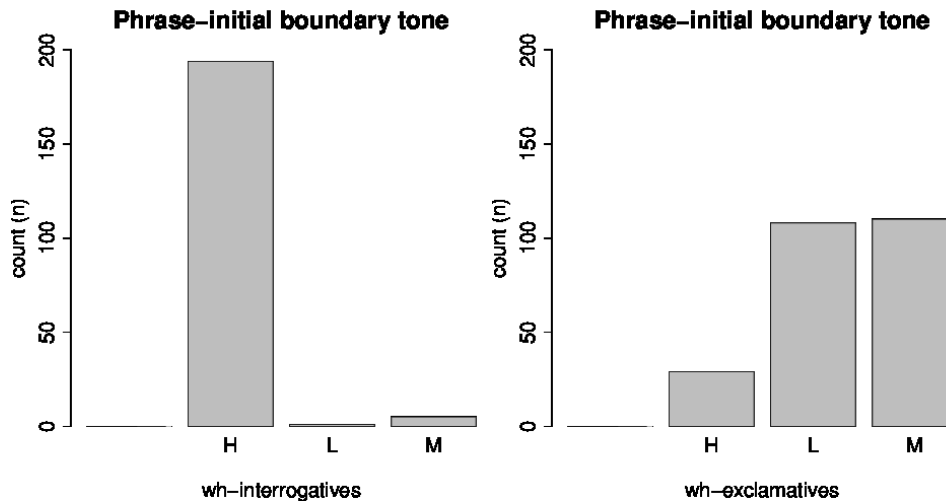 Phrase-initial boundary tone
200
150
100
50
0
count (n)
H L M
wh-interrogatives
Phrase-initial boundary tone
200
150
100
50
0
count (n)
H L M
wh-exclamatives